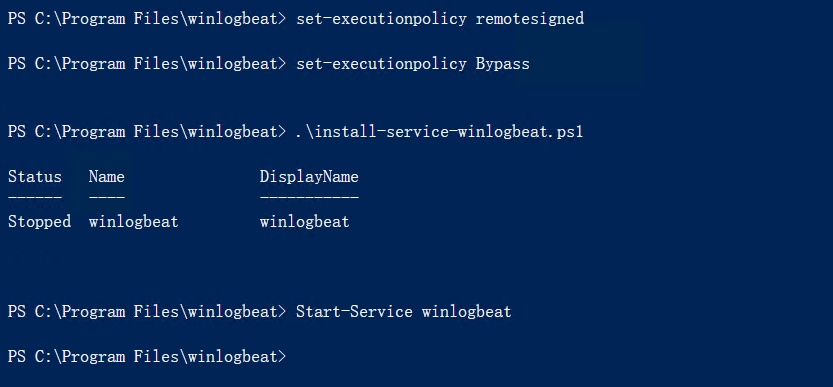 PS C:\Program Files\winlogbeat> set-executionpolicy remotesigned
PS C:\Program Files\winlogbeat> set-executionpolicy Bypass
PS C:\Program Files\winlogbeat> .\install-service-winlogbeat.ps1
Status   Name               DisplayName
------   ----               -----------
Stopped  winlogbeat         winlogbeat
PS C:\Program Files\winlogbeat> Start-Service winlogbeat
PS C:\Program Files\winlogbeat>